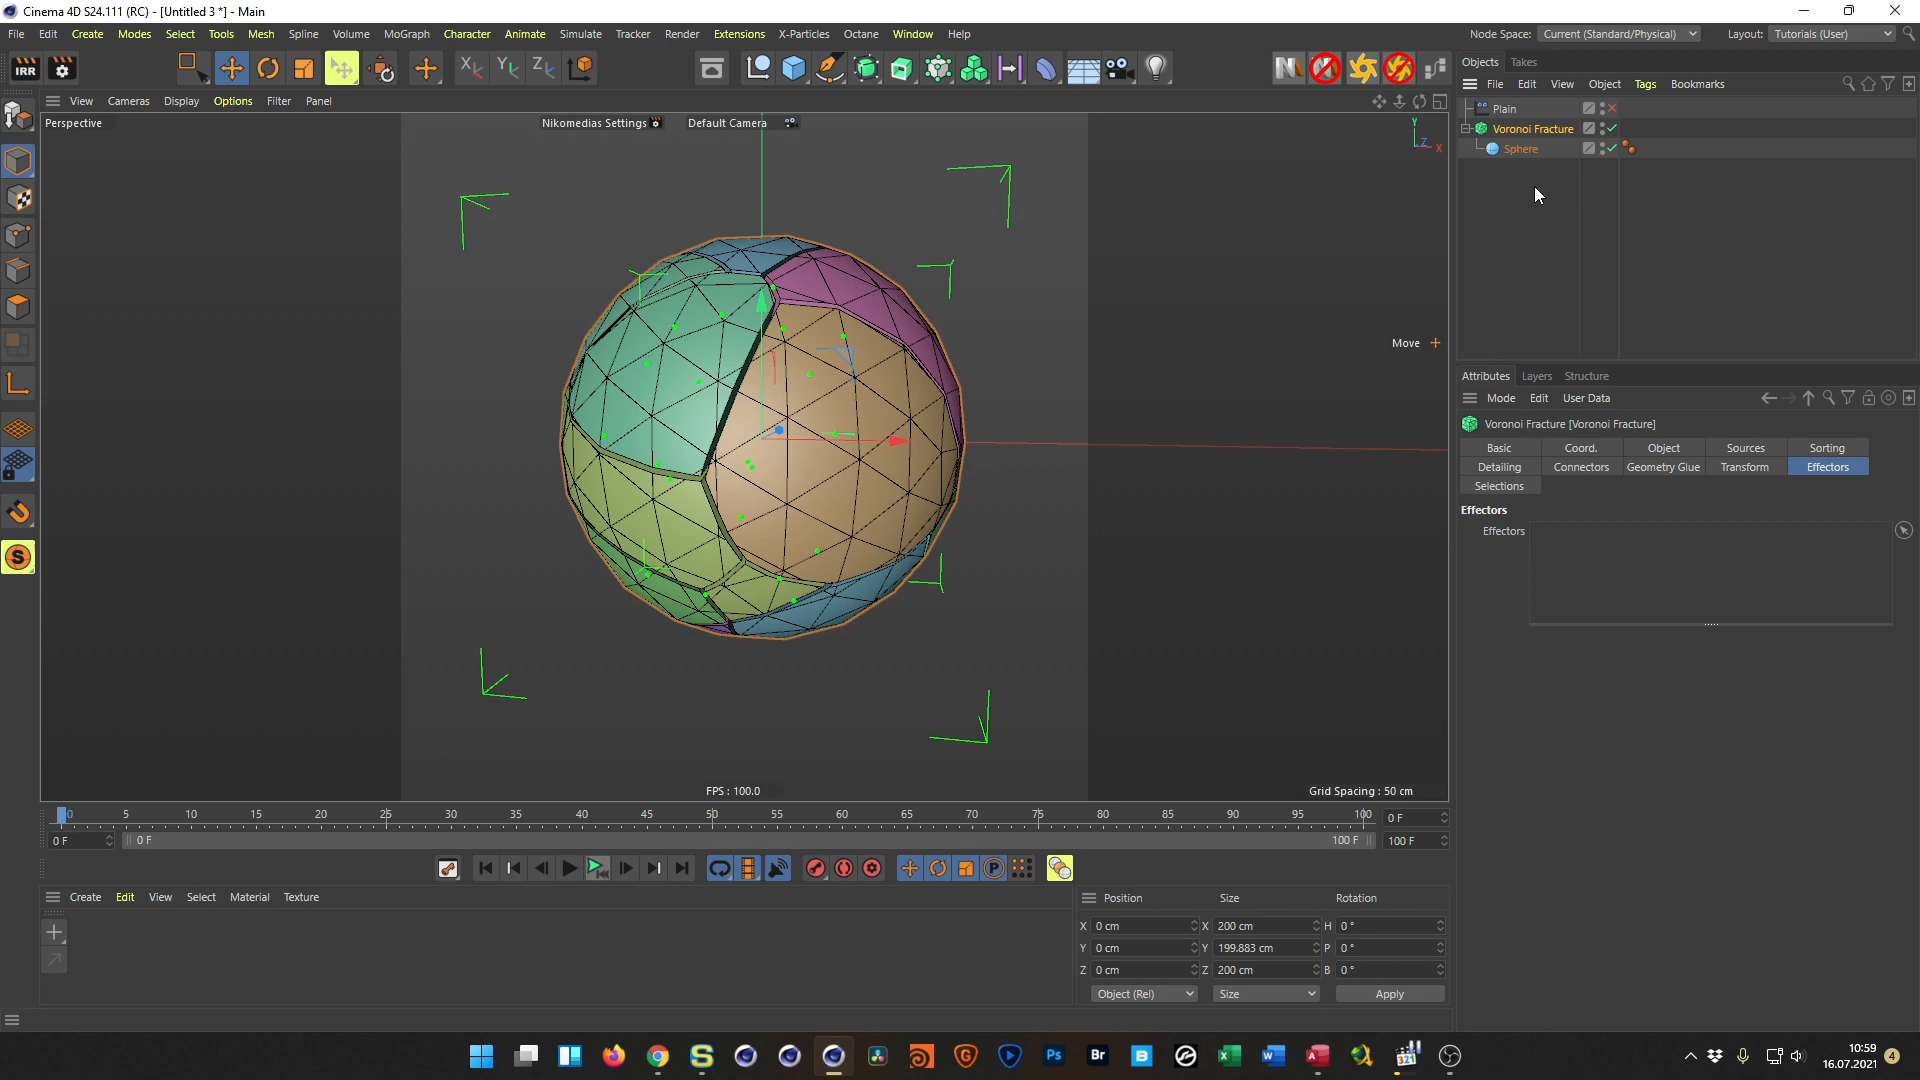 Cinema 4D S24.111 (RC) - [Untitled 3 *] - Main
File Edit Create Modes Select Tools Mesh Spline Volume MoGraph Character Animate Simulate Tracker Render Extensions X-Particles Octane Window Help
Node Space: Current (Standard/Physical) Layout: Tutorials (User)
IRR
X Y Z
Objects Takes
File Edit View Object Tags Bookmarks
View Cameras Display Options Filter Panel
Perspective Nikomedias Settings Default Camera
Y Z X
Plain
Voronoi Fracture
Sphere
Move
Attributes Layers Structure
Mode Edit User Data
Voronoi Fracture [Voronoi Fracture]
Basic Coord. Object Sources Sorting
Detailing Connectors Geometry Glue Transform Effectors
Selections
Effectors
Effectors
FPS : 100.0 Grid Spacing : 50 cm
0 5 10 15 20 25 30 35 40 45 50 55 60 65 70 75 80 85 90 95 100 0 F
0 F 0 F 100 F 100 F
P
Create Edit View Select Material Texture
Position Size Rotation
X 0 cm X 200 cm H 0 °
Y 0 cm Y 199.883 cm P 0 °
Z 0 cm Z 200 cm B 0 °
Object (Rel) Size Apply
Ps Br
321
10:59
16.07.2021
4